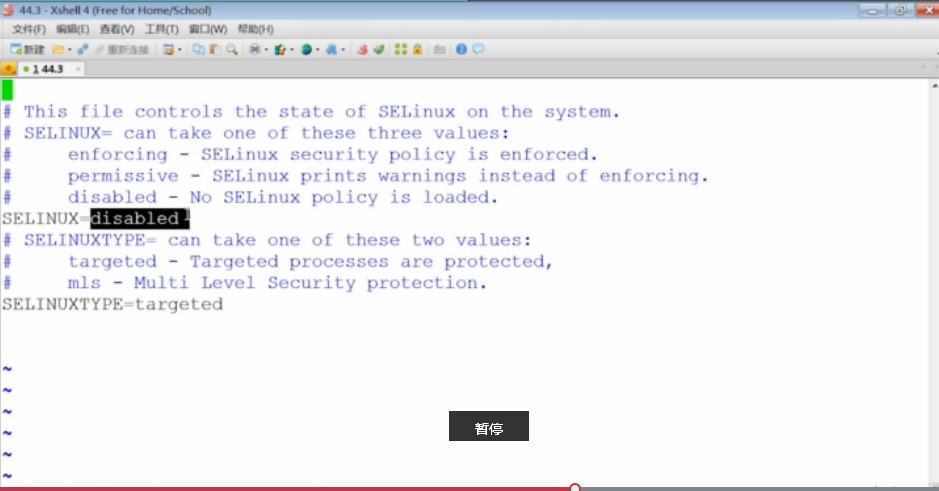 44.3 - Xshell 4 (Free for Home/School)
文件(F) 编辑(E) 查看(V) 工具(T) 窗口(W) 帮助(H)
新建 重新连接
1 44.3
# This file controls the state of SELinux on the system.
# SELINUX= can take one of these three values:
# enforcing - SELinux security policy is enforced.
# permissive - SELinux prints warnings instead of enforcing.
# disabled - No SELinux policy is loaded.
SELINUX=disabled
# SELINUXTYPE= can take one of these two values:
# targeted - Targeted processes are protected,
# mls - Multi Level Security protection.
SELINUXTYPE=targeted
~
~
~
暂停
~
~
~